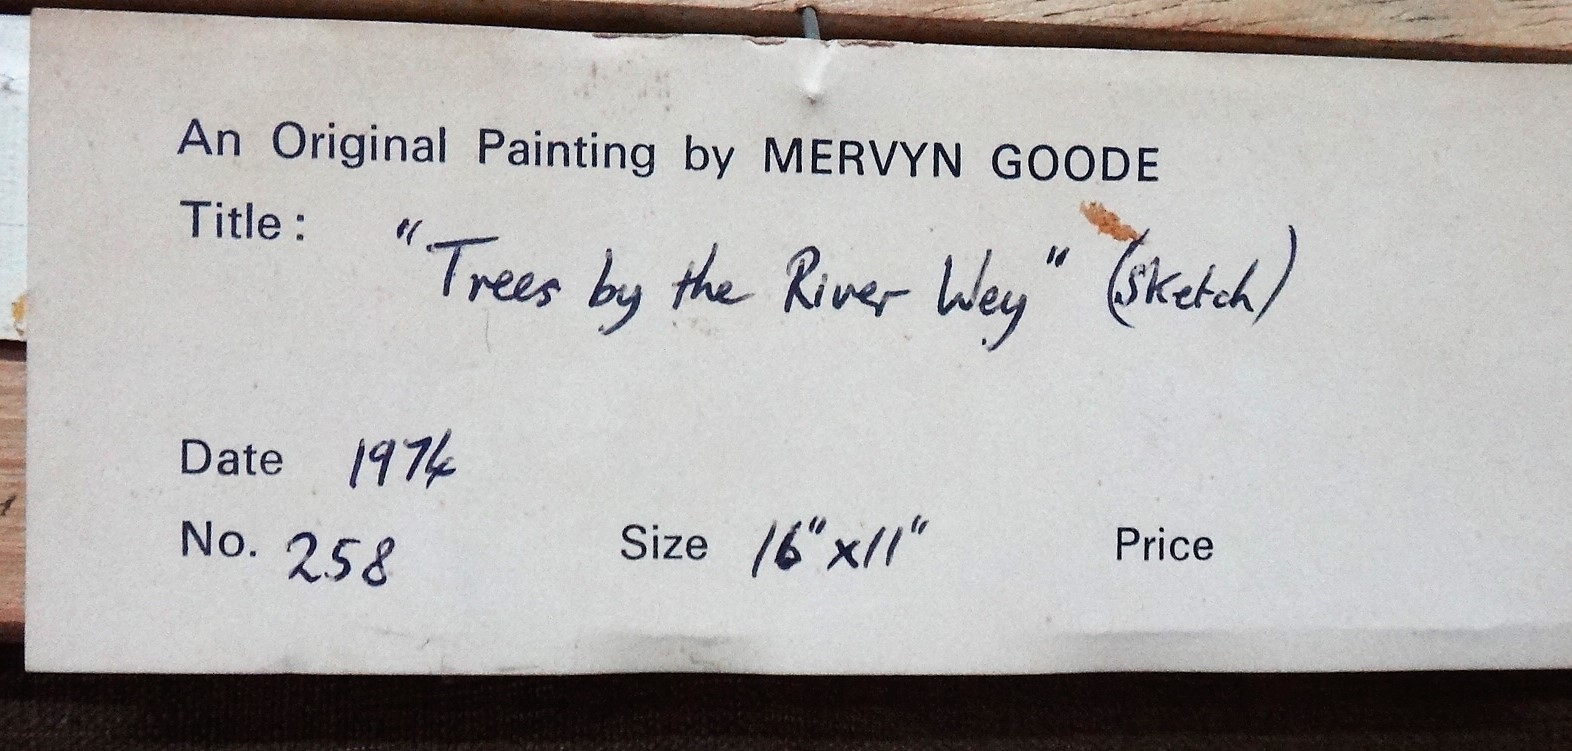 An Original Painting by MERVYN GOODE
Title: "Trees by the River Wey" (Sketch)
Date 1974
No. 258 Size 16" x 11" Price